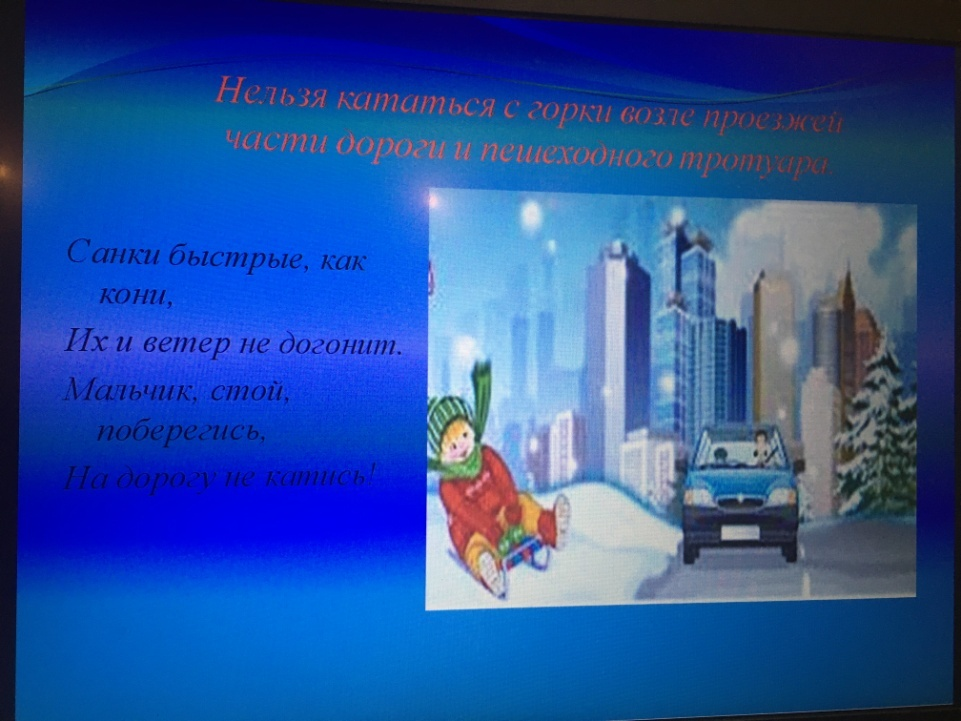 Нельзя кататься с горки возле проезжей
части дороги и пешеходного тротуара.
Санки быстрые, как
кони,
Их и ветер не догонит.
Мальчик, стой,
поберегись,
На дорогу не катись!